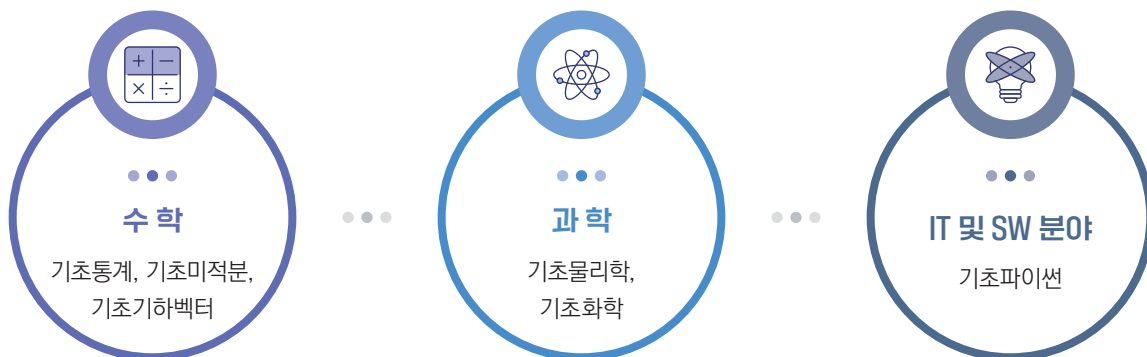 수학
기초통계, 기초미적분,
기초기하벡터
과학
기초물리학,
기초화학
IT 및 SW 분야
기초파이썬